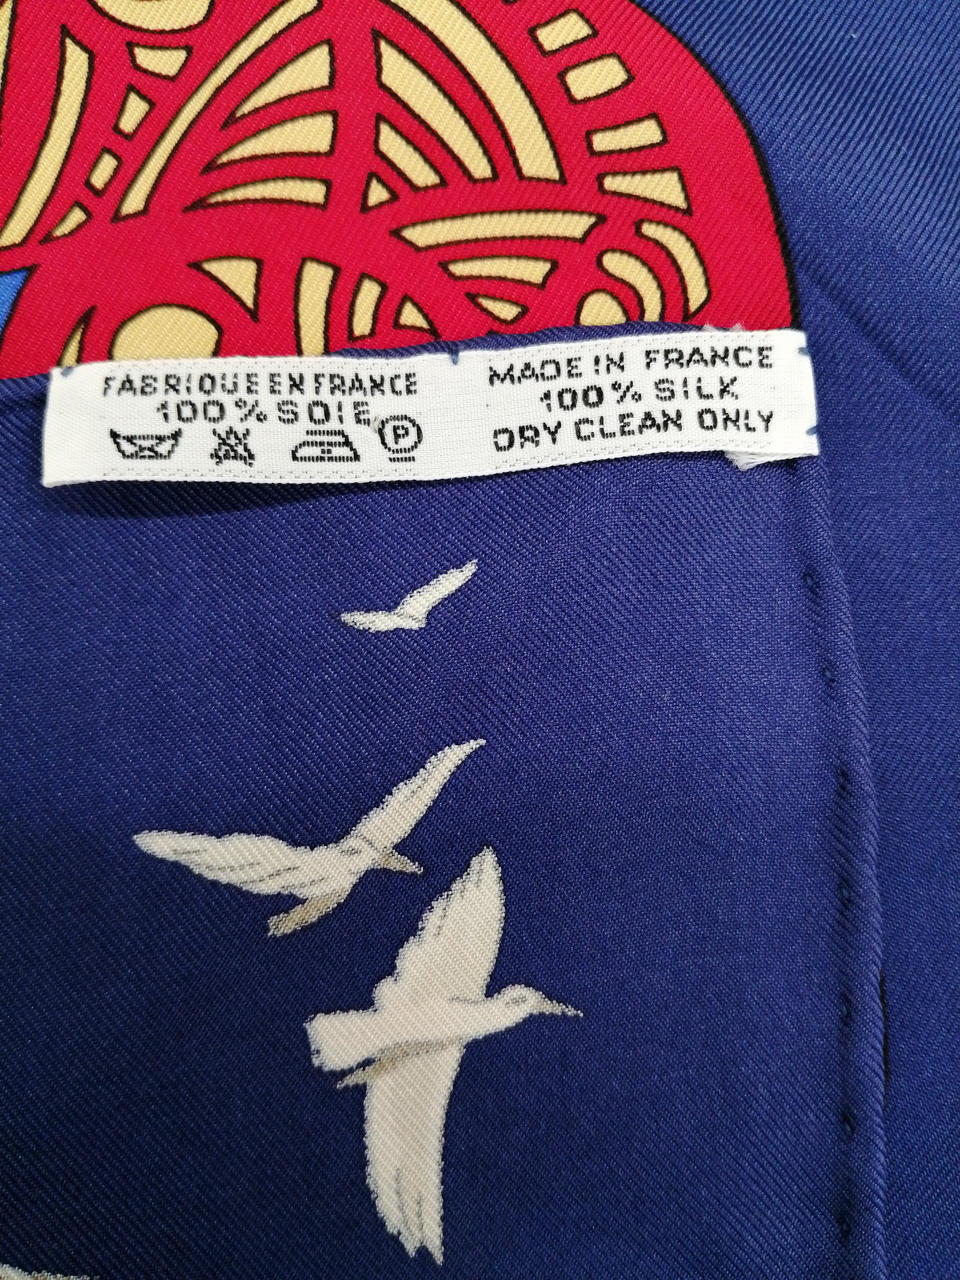 FABRIQUE EN FRANCE
100% SOIE
P
MADE IN FRANCE
100% SILK
DRY CLEAN ONLY